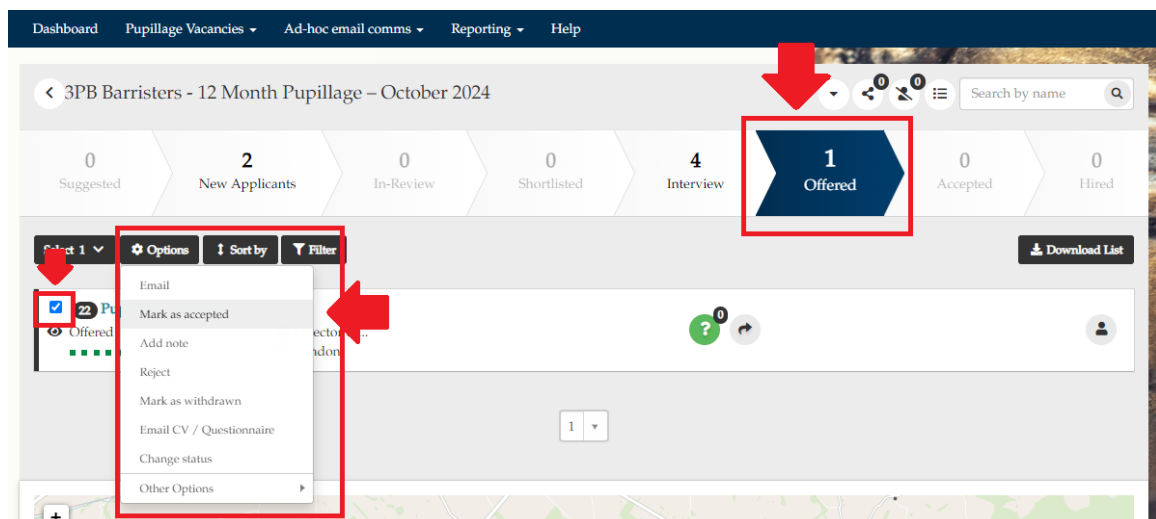 Dashboard Pupillage Vacancies Ad-hoc email comms Reporting Help
3PB Barristers - 12 Month Pupillage – October 2024
0 0
Search by name
0 2 0 0 4 1 0 0
Suggested New Applicants In-Review Shortlisted Interview Offered Accepted Hired
Select 1 Options Sort by Filter Download List
Email
22 Pu
Mark as accepted
Offered ector ... 0 ?
Add note
ndon
Reject
Mark as withdrawn
Email CV / Questionnaire
1
Change status
Other Options
+